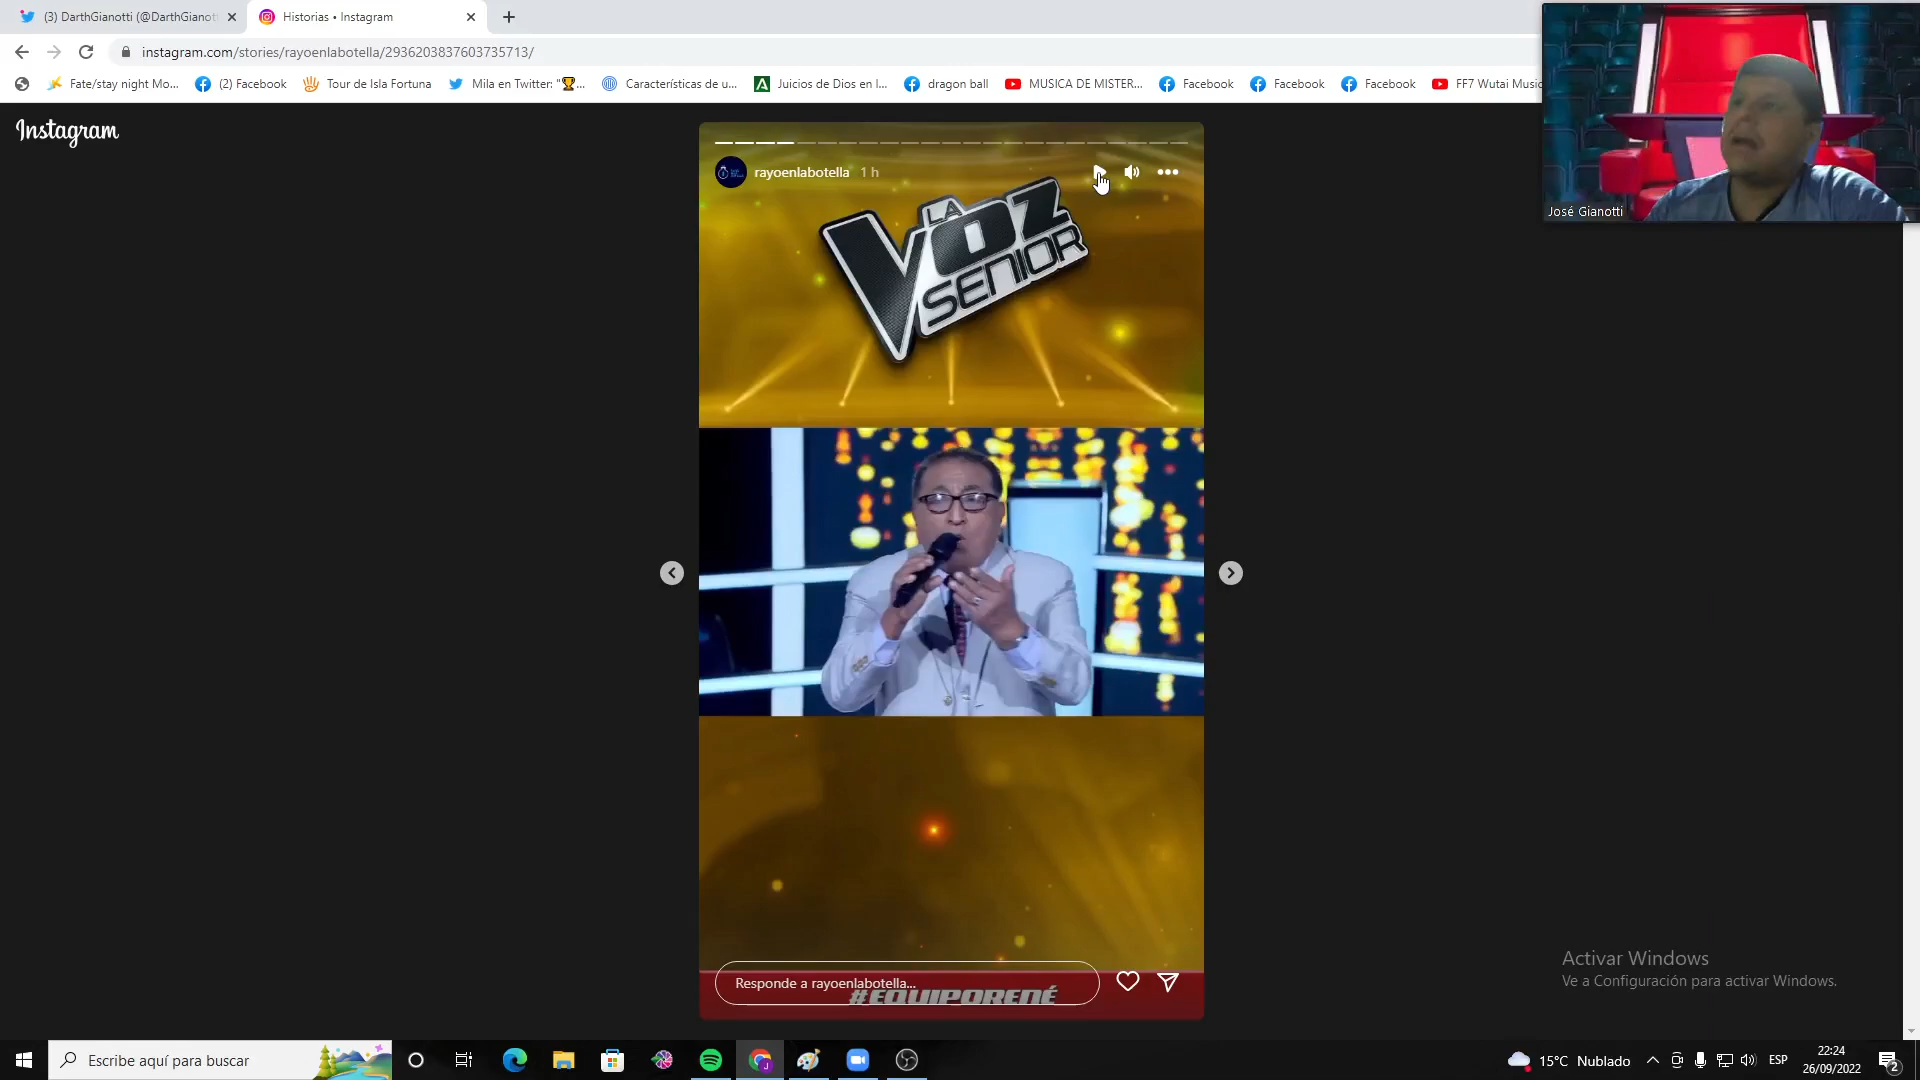 (3) DarthGianotti (@DarthGianot
Historias • Instagram
instagram.com/stories/rayoenlabotella/2936203837603735713/
Fate/stay night Mo...
(2) Facebook
Tour de Isla Fortuna
Mila en Twitter: "🏆...
Características de u...
Juicios de Dios en l...
dragon ball
MUSICA DE MISTER...
Facebook
Facebook
Facebook
FF7 Wutai Music
José Gianotti
Instagram
rayoenlabotella 1 h
LA
VOZ
SENIOR
Responde a rayoenlabotella...
#EQUIPORENÉ
Activar Windows
Ve a Configuración para activar Windows.
Escribe aquí para buscar
15°C Nublado
ESP
22:24
26/09/2022
2